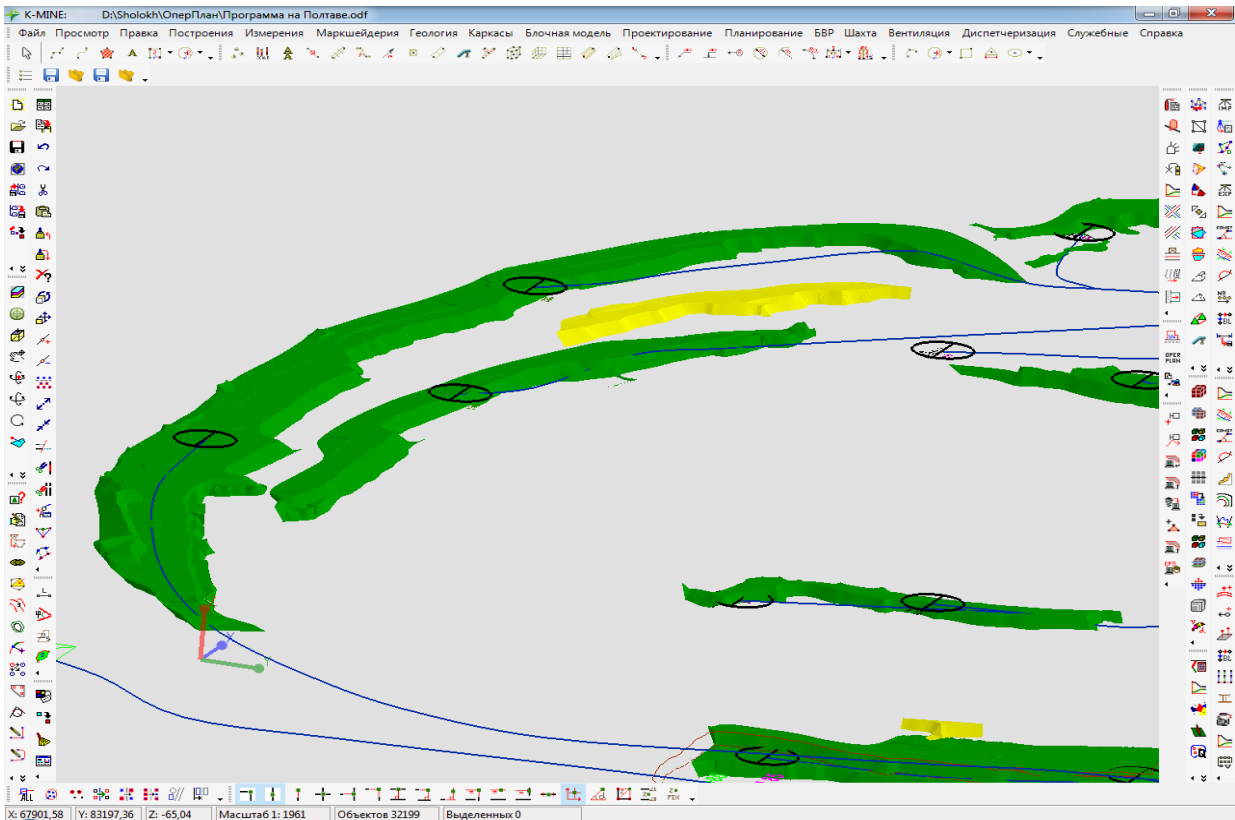 K-MINE: D:\Sholokh\ОперПлан\Программа на Полтаве.odf
Файл Просмотр Правка Построения Измерения Маркшейдерия Геология Каркасы Блочная модель Проектирование Планирование БВР Шахта Вентиляция Диспетчеризация Служебные Справка
X: 67901,58 Y: 83197,36 Z: -65,04 Масштаб 1: 1961 Объектов 32199 Выделенных 0